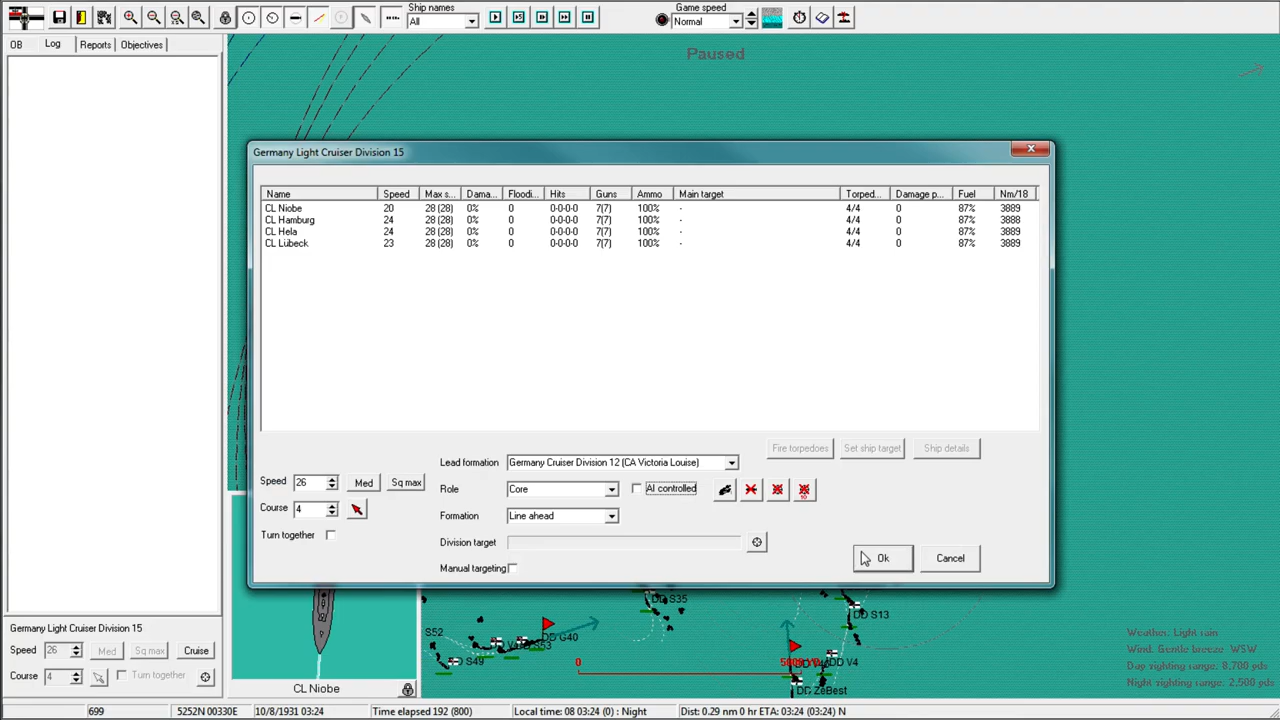 Ship names
All
Game speed
Normal
OB Log Reports Objectives
Paused
Germany Light Cruiser Division 15
Name Speed Max s... Dama... Floodi... Hits Guns Ammo Main target Torped... Damage p... Fuel Nm/18
CL Niobe 20 28 (28) 0% 0 0-0-0-0 7(7) 100% - 4/4 0 87% 3889
CL Hamburg 24 28 (28) 0% 0 0-0-0-0 7(7) 100% - 4/4 0 87% 3888
CL Hela 24 28 (28) 0% 0 0-0-0-0 7(7) 100% - 4/4 0 87% 3889
CL Lübeck 23 28 (28) 0% 0 0-0-0-0 7(7) 100% - 4/4 0 87% 3889
Fire torpedoes Set ship target Ship details
Lead formation Germany Cruiser Division 12 (CA Victoria Louise)
Speed 26 Med Sq max
Role Core AI controlled
Course 4
Formation Line ahead
Turn together
Division target
Manual targeting
Ok Cancel
DD S35
DD S13
S52
DD G40
DD S49
DD V4
DD ZeBest
0
CL Niobe
Weather: Light rain
Wind: Gentle breeze WSW
Day sighting range: 8,700 yds
Night sighting range: 2,500 yds
Germany Light Cruiser Division 15
Speed 26 Med Sq max Cruise
Course 4 Turn together
699 5252N 00330E 10/8/1931 03:24 Time elapsed 192 (800) Local time: 08 03:24 (0) : Night Dist: 0.29 nm 0 hr ETA: 03:24 (03:24) N